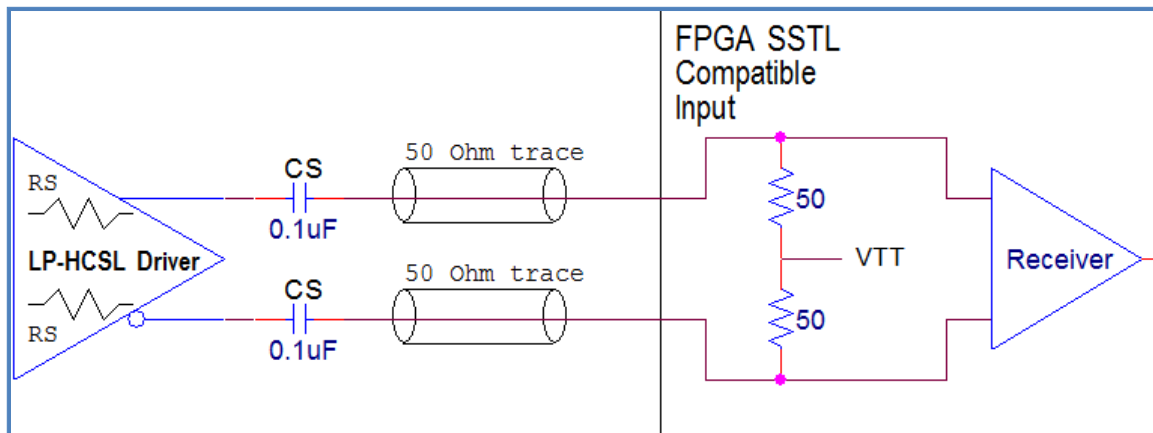 FPGA SSTL
Compatible
Input
RS
CS
0.1uF
50 Ohm trace
50
LP-HCSL Driver
VTT
Receiver
RS
CS
0.1uF
50 Ohm trace
50